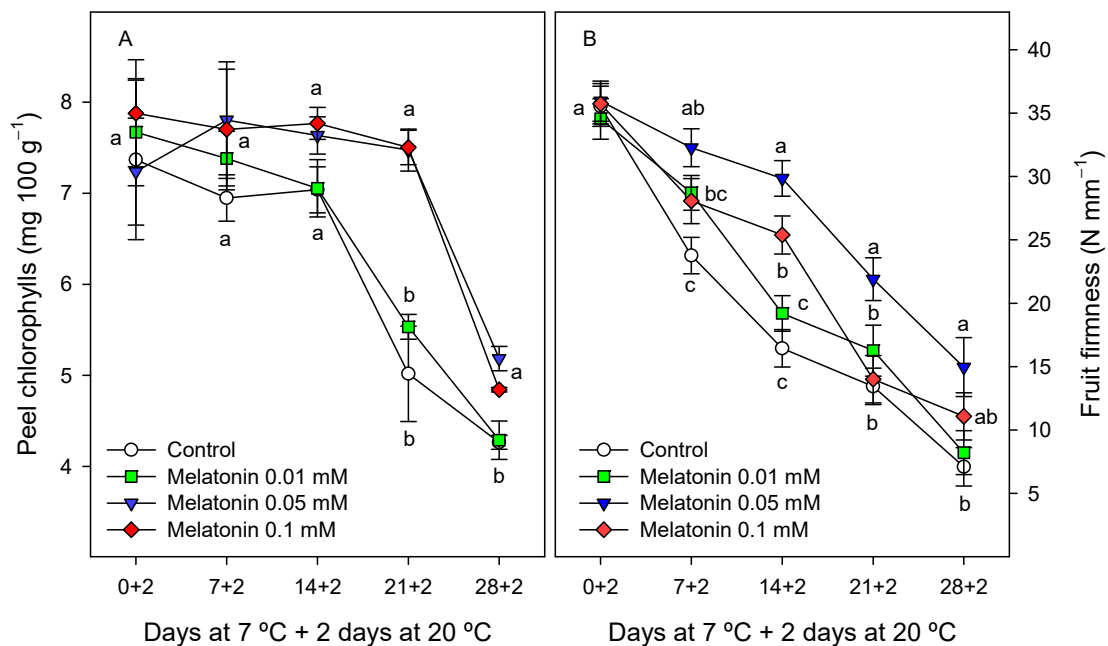 A
B
Peel chlorophylls (mg 100 g⁻¹)
8
7
6
5
4
a
a
a
a
a
a
b
b
a
b
Control
Melatonin 0.01 mM
Melatonin 0.05 mM
Melatonin 0.1 mM
0+2
7+2
14+2
21+2
28+2
Days at 7 ºC + 2 days at 20 ºC
a
ab
bc
c
a
b
c
c
a
b
b
a
ab
b
Control
Melatonin 0.01 mM
Melatonin 0.05 mM
Melatonin 0.1 mM
0+2
7+2
14+2
21+2
28+2
Days at 7 ºC + 2 days at 20 ºC
40
35
30
25
20
15
10
5
Fruit firmness (N mm⁻¹)